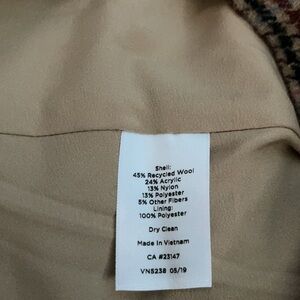 Shell:
45% Recycled Wool
24% Acrylic
13% Nylon
13% Polyester
5% Other Fibers
Lining:
100% Polyester
Dry Clean
Made In Vietnam
CA #23147
VN5238 05/19